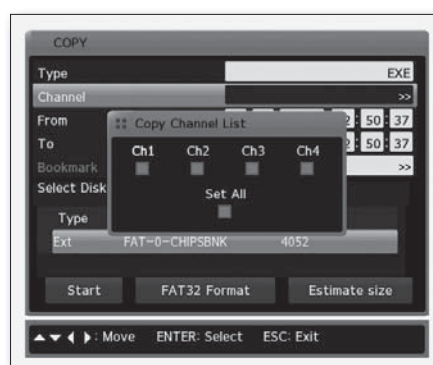 COPY
Type EXE
Channel >>
From 2 : 50 : 37
Copy Channel List
To 2 : 50 : 37
Ch1 Ch2 Ch3 Ch4
Bookmark >>
Select Disk
Set All
Type
Ext FAT-0-CHIPSBNK 4052
Start FAT32 Format Estimate size
▲ ▼ ◀ ▶ : Move ENTER: Select ESC: Exit